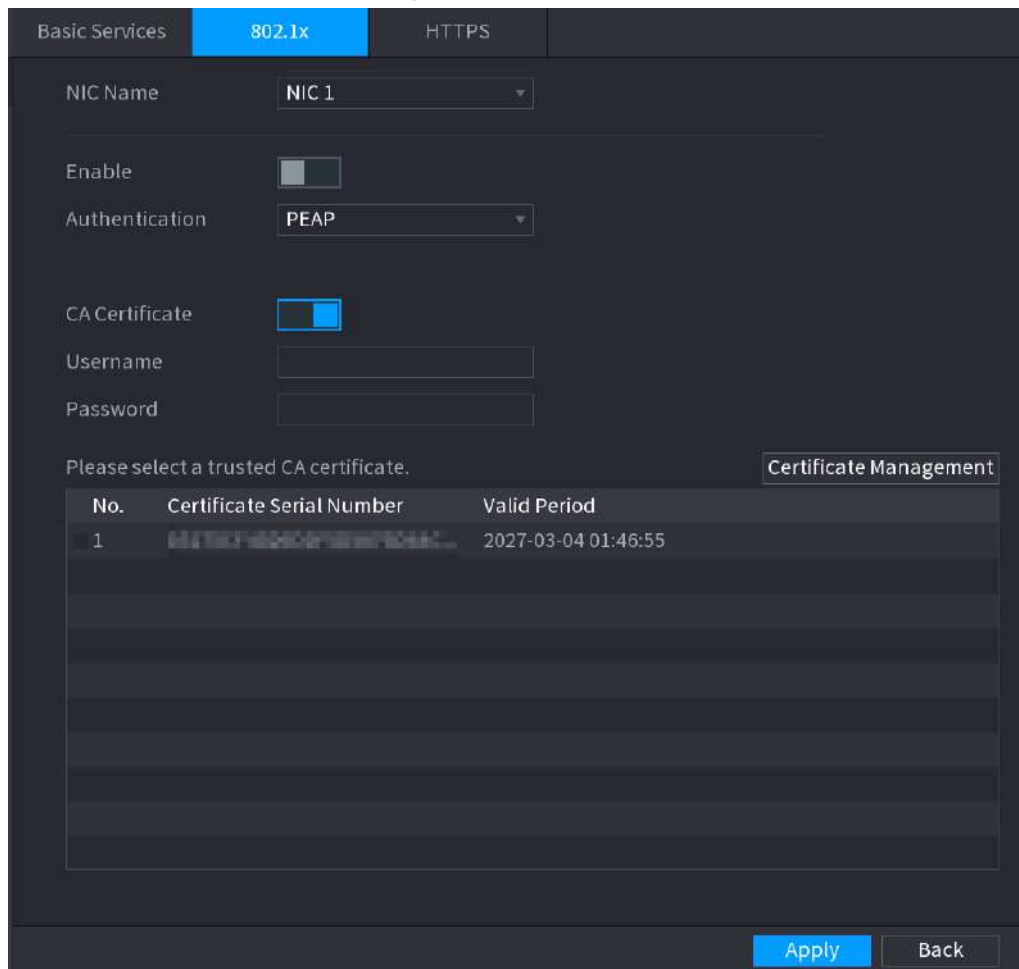 Basic Services 802.1x HTTPS
NIC Name NIC 1
Enable
Authentication PEAP
CA Certificate
Username
Password
Please select a trusted CA certificate. Certificate Management
No. Certificate Serial Number Valid Period
1 2027-03-04 01:46:55
Apply Back